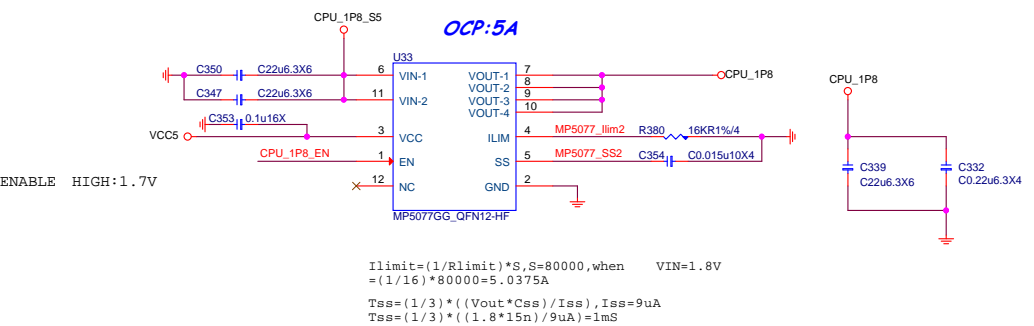 CPU_1P8_S5
OCP:5A
U33
C350 C22u6.3X6
6 VIN-1 VOUT-1 7 CPU_1P8
VOUT-2 8
C347 C22u6.3X6
11 VIN-2 VOUT-3 9
VOUT-4 10
C353 0.1u16X
VCC5 3 VCC ILIM 4 MP5077_Ilim2 R380 16KR1%/4
CPU_1P8_EN 1 EN SS 5 MP5077_SS2 C354 C0.015u10X4
ENABLE HIGH:1.7V
12 NC GND 2
MP5077GG_QFN12-HF
CPU_1P8
C339
C22u6.3X6
C332
C0.22u6.3X4
Ilimit=(1/Rlimit)*S,S=80000,when VIN=1.8V
=(1/16)*80000=5.0375A
Tss=(1/3)*((Vout*Css)/Iss),Iss=9uA
Tss=(1/3)*((1.8*15n)/9uA)=1mS